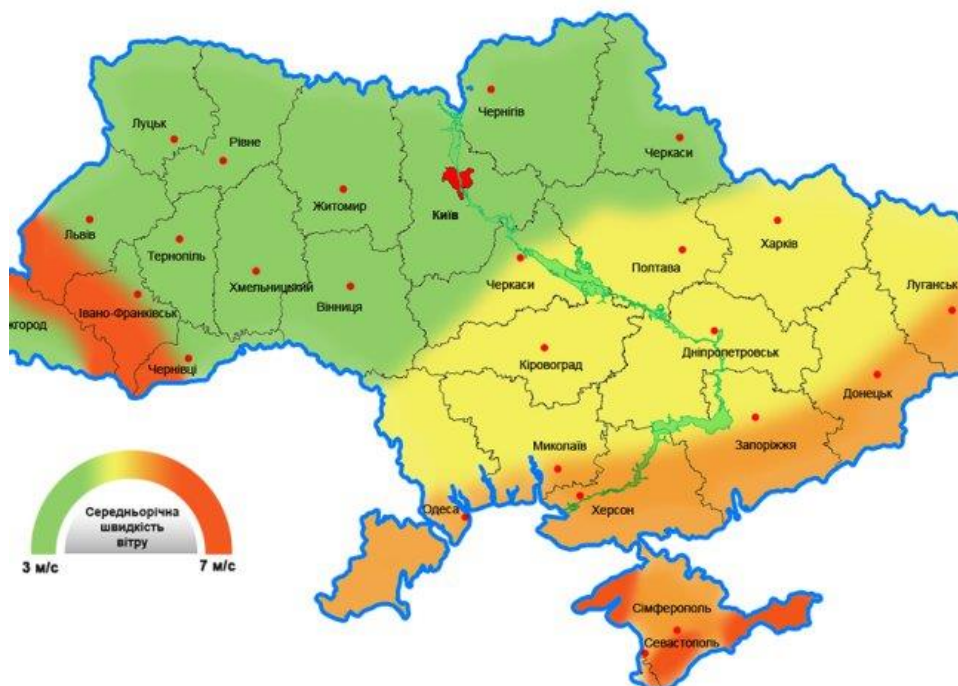 Чернігів
Луцьк
Рівне
Черкаси
Житомир
Київ
Львів
Тернопіль
Харків
Полтава
Черкаси
Хмельницький
Вінниця
Луганськ
Івано-Франківськ
жгород
Чернівці
Дніпропетровськ
Кіровоград
Донецьк
Миколаїв
Запоріжжя
Одеса
Херсон
Середньорічна
швидкість
вітру
3 м/с
7 м/с
Сімферополь
Севастополь